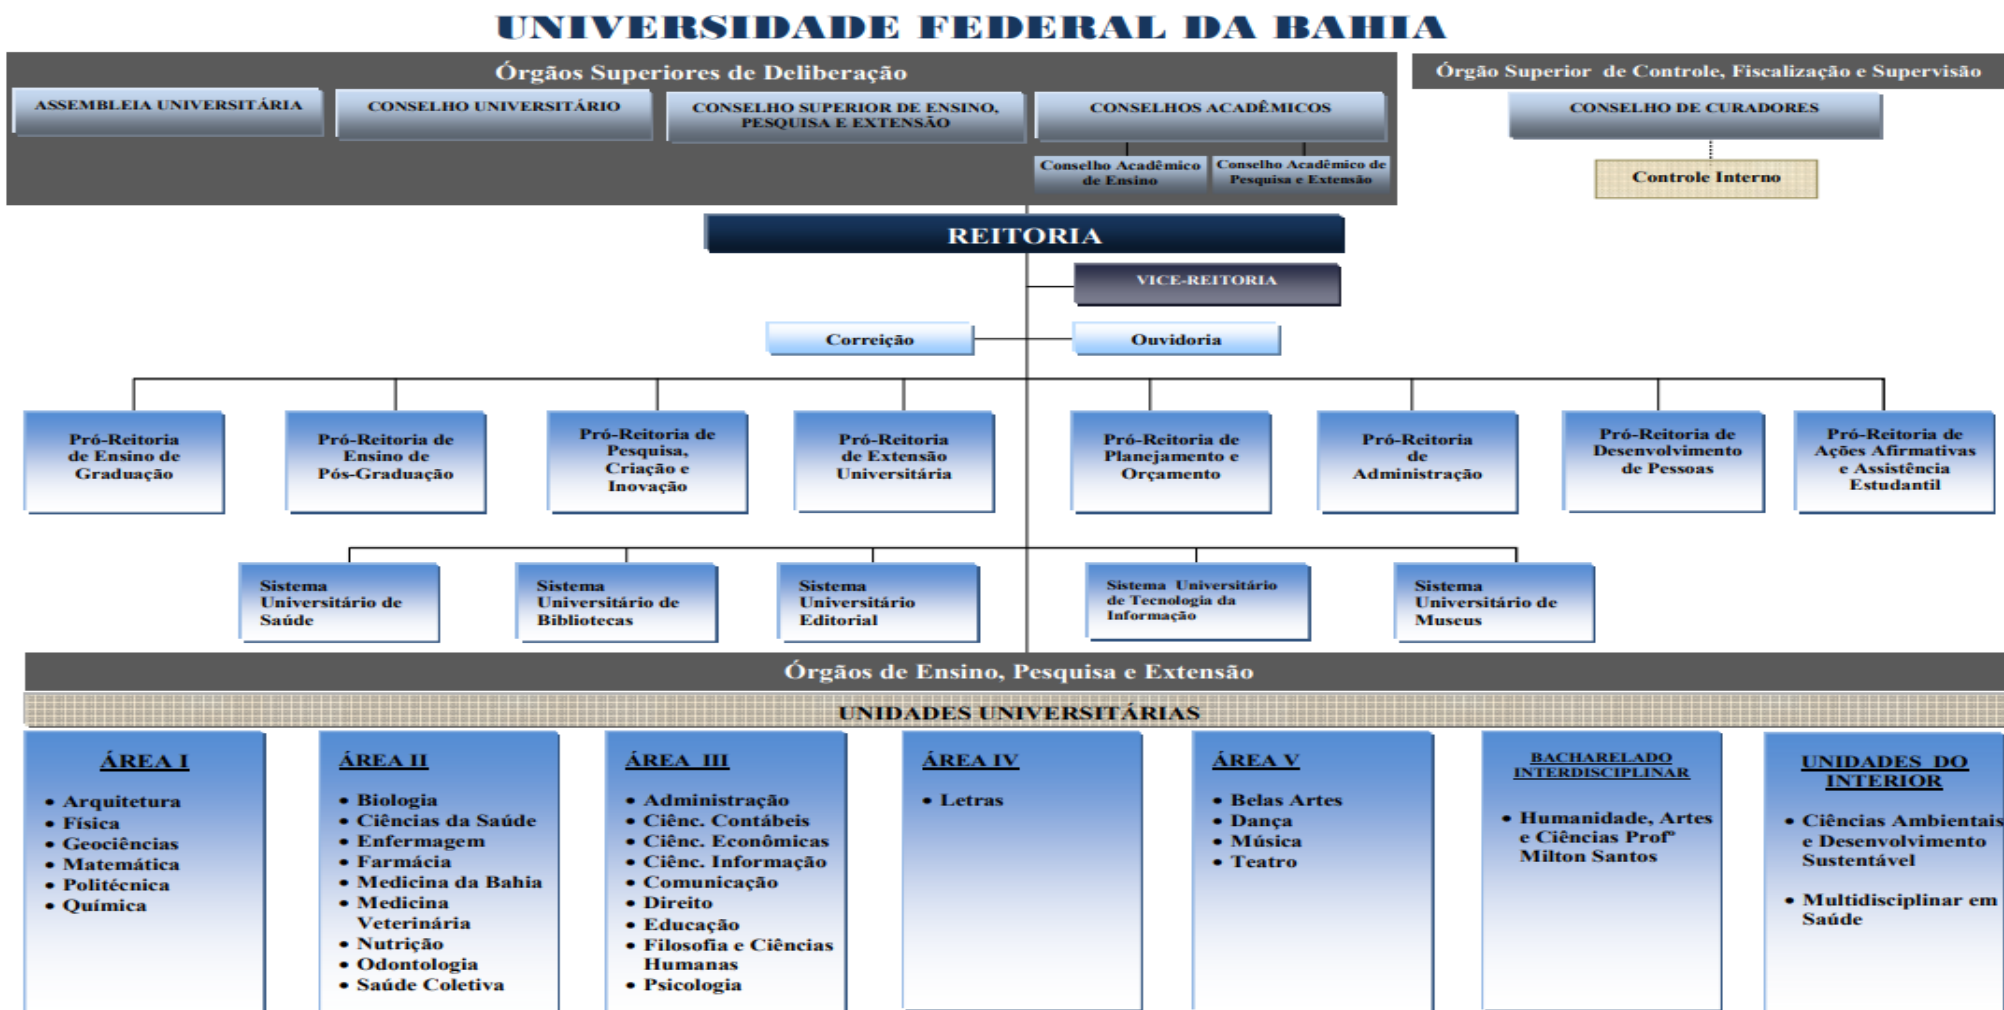 UNIVERSIDADE FEDERAL DA BAHIA
Órgãos Superiores de Deliberação
ASSEMBLEIA UNIVERSITÁRIA
CONSELHO UNIVERSITÁRIO
CONSELHO SUPERIOR DE ENSINO,
PESQUISA E EXTENSÃO
CONSELHOS ACADÊMICOS
Conselho Acadêmico
de Ensino
Conselho Acadêmico de
Pesquisa e Extensão
Órgão Superior de Controle, Fiscalização e Supervisão
CONSELHO DE CURADORES
Controle Interno
REITORIA
VICE-REITORIA
Correição
Ouvidoria
Pró-Reitoria
de Ensino de
Graduação
Pró-Reitoria de
Ensino de
Pós-Graduação
Pró-Reitoria de
Pesquisa,
Criação e
Inovação
Pró-Reitoria
de Extensão
Universitária
Pró-Reitoria de
Planejamento e
Orçamento
Pró-Reitoria
de
Administração
Pró-Reitoria de
Desenvolvimento
de Pessoas
Pró-Reitoria de
Ações Afirmativas
e Assistência
Estudantil
Sistema
Universitário de
Saúde
Sistema
Universitário de
Bibliotecas
Sistema
Universitário
Editorial
Sistema Universitário
de Tecnologia da
Informação
Sistema
Universitário de
Museus
Órgãos de Ensino, Pesquisa e Extensão
UNIDADES UNIVERSITÁRIAS
ÁREA I
• Arquitetura
• Física
• Geociências
• Matemática
• Politécnica
• Química
ÁREA II
• Biologia
• Ciências da Saúde
• Enfermagem
• Farmácia
• Medicina da Bahia
• Medicina
Veterinária
• Nutrição
• Odontologia
• Saúde Coletiva
ÁREA III
• Administração
• Ciênc. Contábeis
• Ciênc. Econômicas
• Ciênc. Informação
• Comunicação
• Direito
• Educação
• Filosofia e Ciências
Humanas
• Psicologia
ÁREA IV
• Letras
ÁREA V
• Belas Artes
• Dança
• Música
• Teatro
BACHARELADO
INTERDISCIPLINAR
• Humanidade, Artes
e Ciências Profº
Milton Santos
UNIDADES DO
INTERIOR
• Ciências Ambientais
e Desenvolvimento
Sustentável
• Multidisciplinar em
Saúde